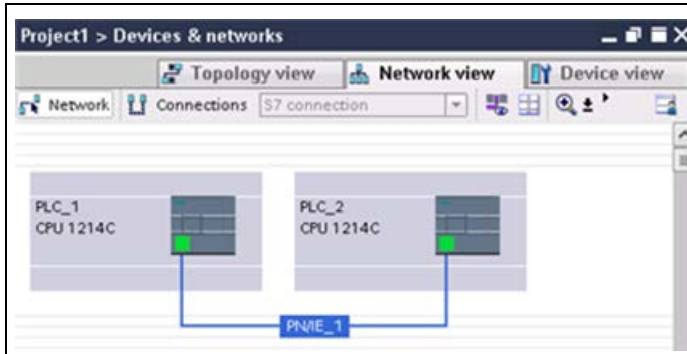 Project1 > Devices & networks
Topology view Network view Device view
Network Connections S7 connection
PLC_1
CPU 1214C
PLC_2
CPU 1214C
PN/IE_1